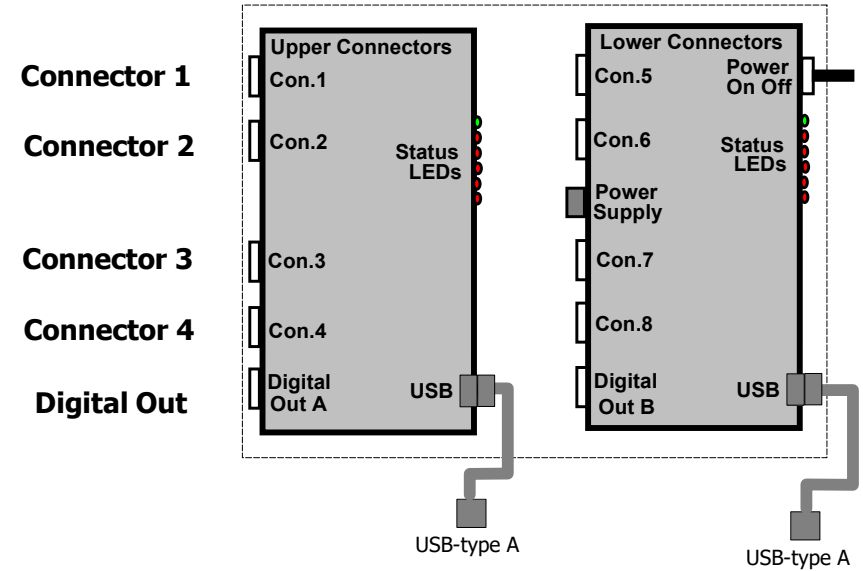 Connector 1
Connector 2
Connector 3
Connector 4
Digital Out
Upper Connectors
Con.1
Con.2
Status
LEDs
Con.3
Con.4
Digital
Out A
USB
USB-type A
Lower Connectors
Con.5
Power
On Off
Con.6
Status
LEDs
Power
Supply
Con.7
Con.8
Digital
Out B
USB
USB-type A